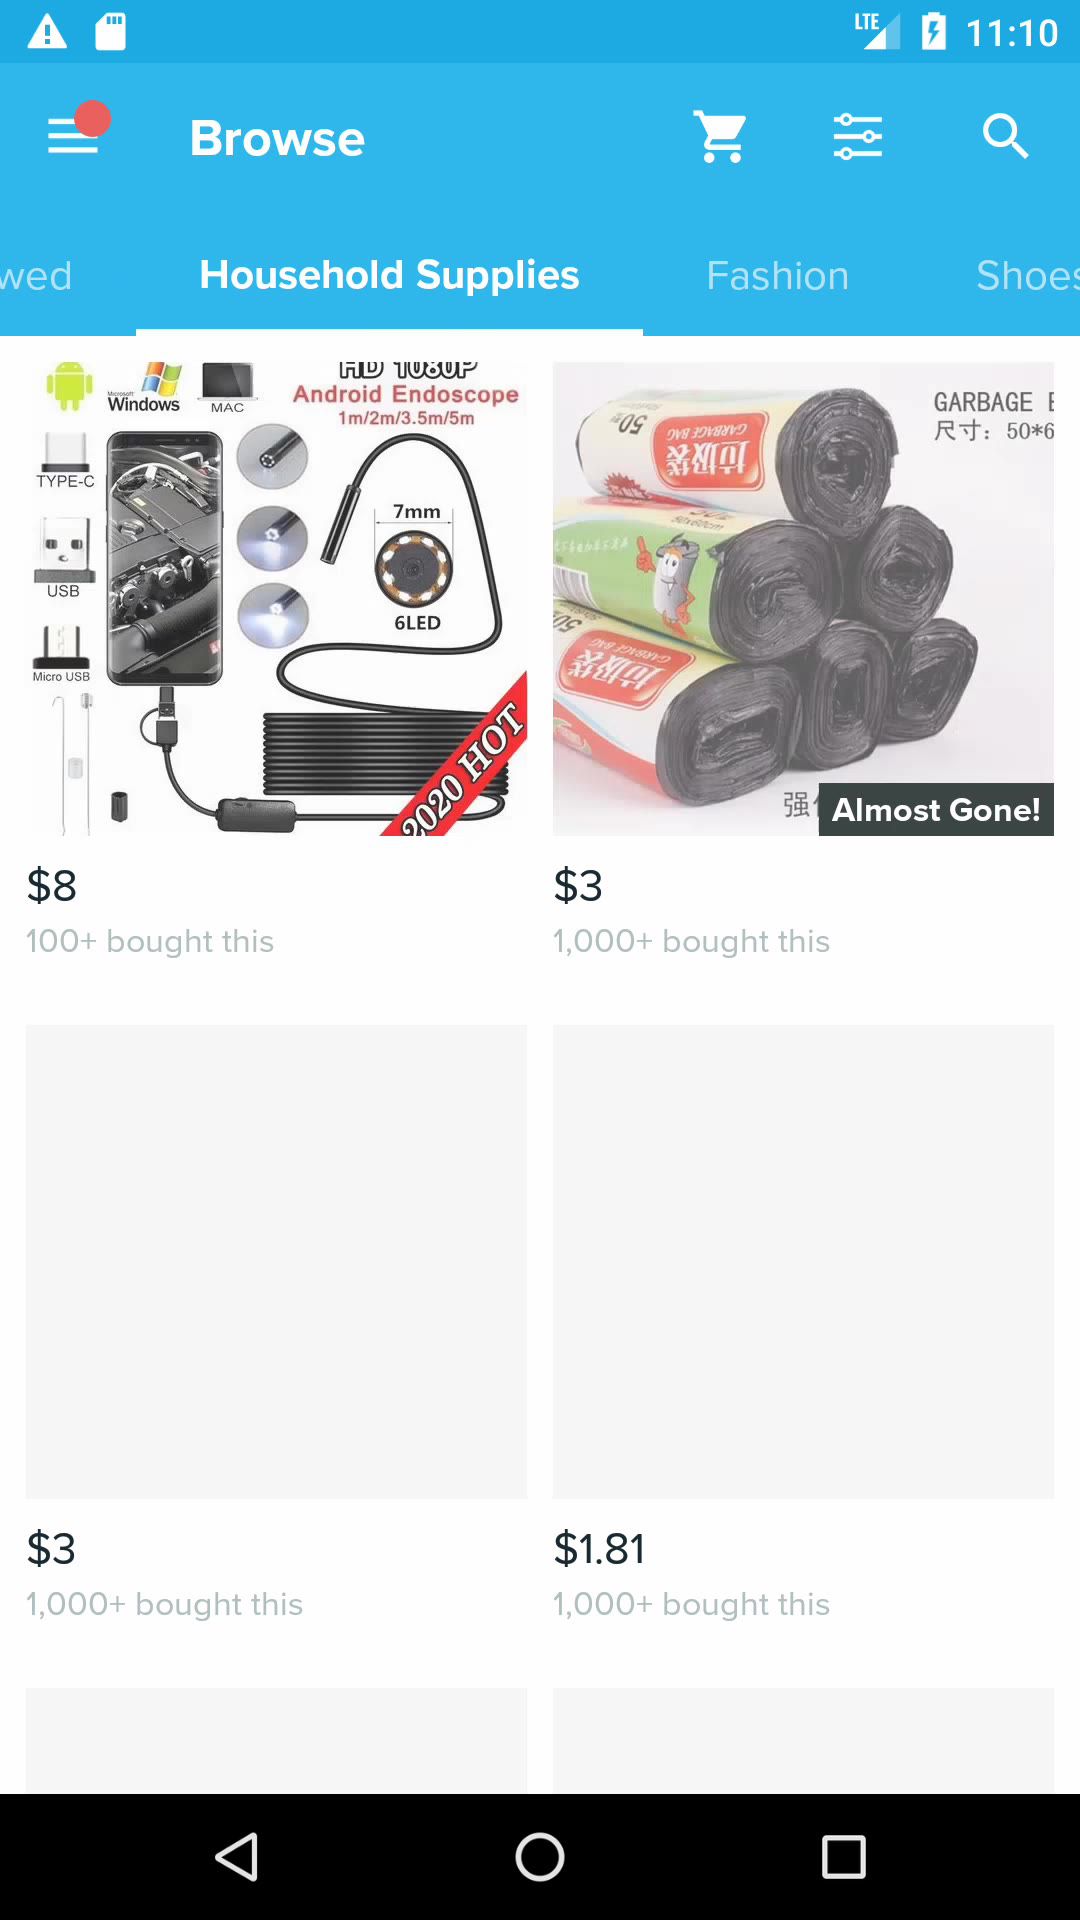 LTE 11:10
Browse
wed Household Supplies Fashion Shoes
HD 1080P
Android Endoscope
1m/2m/3.5m/5m
Microsoft
Windows
MAC
TYPE-C
7mm
USB
6LED
Micro USB
2020 HOT
GARBAGE
尺寸: 50*6
50
垃圾袋
GARBAGE BAG
50
垃圾袋
GARBAGE BAG
强
Almost Gone!
$8
100+ bought this
$3
1,000+ bought this
$3
1,000+ bought this
$1.81
1,000+ bought this